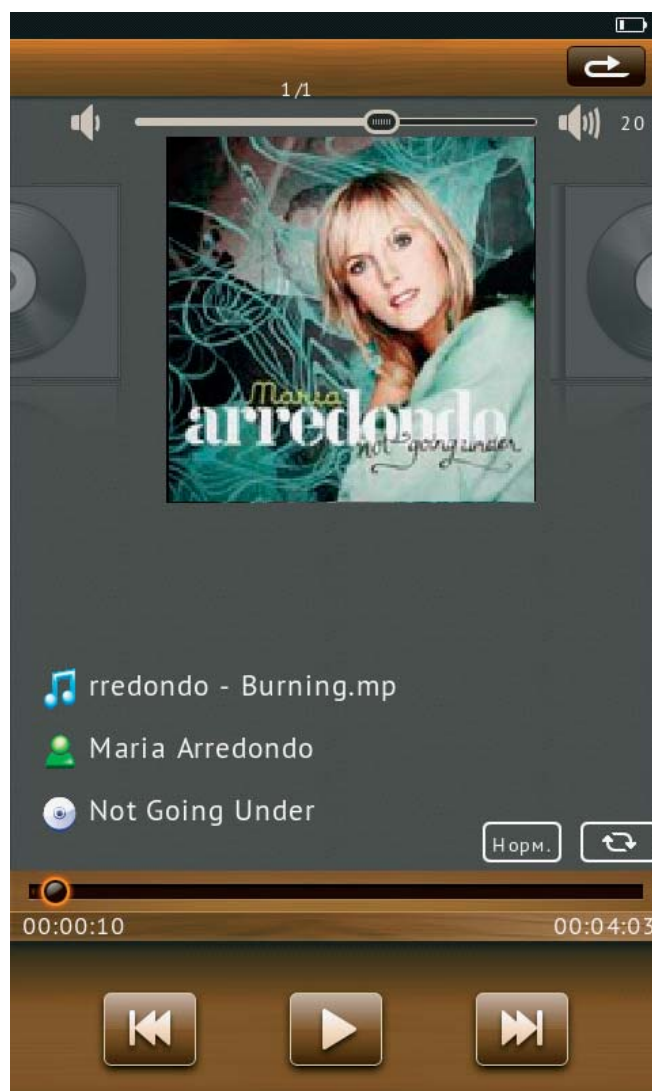 1/1
20
Maria
arredondo
not going under
rredondo - Burning.mp
Maria Arredondo
Not Going Under
Норм.
00:00:10
00:04:03